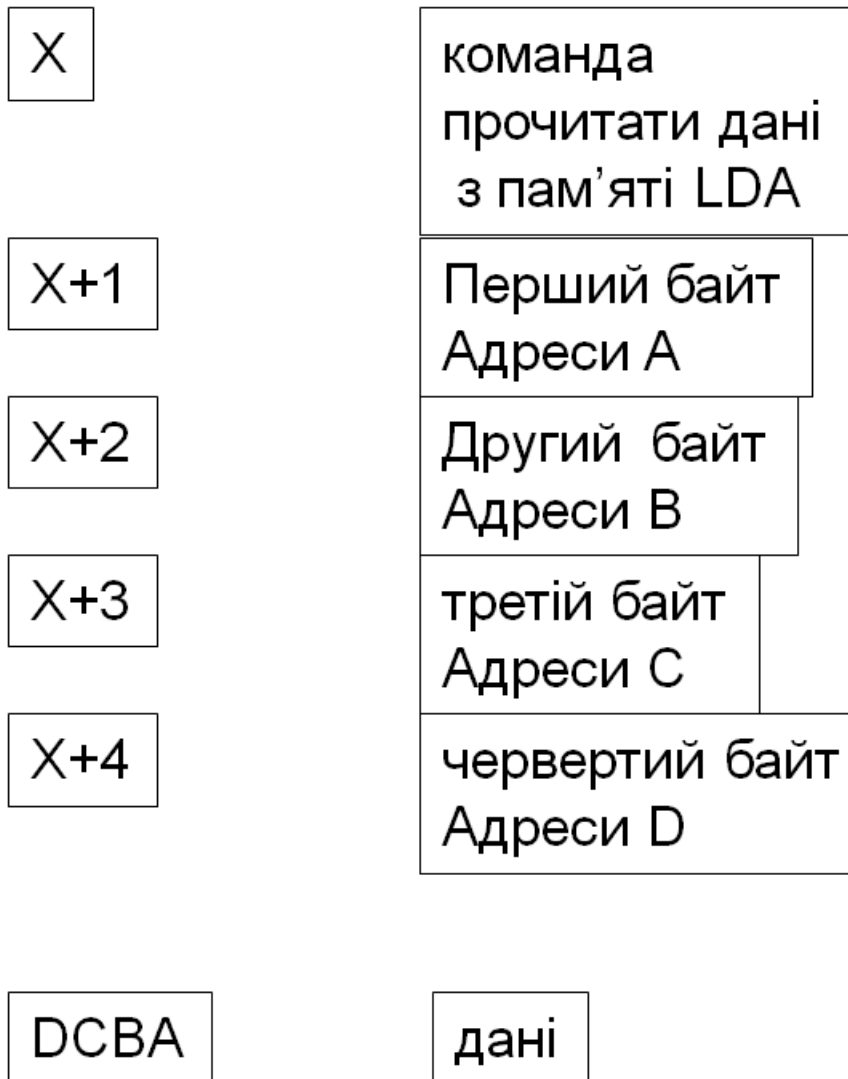 X
команда
прочитати дані
з пам’яті LDA
X+1
Перший байт
Адреси А
X+2
Другий байт
Адреси В
X+3
третій байт
Адреси С
X+4
червертий байт
Адреси D
DCBA
дані